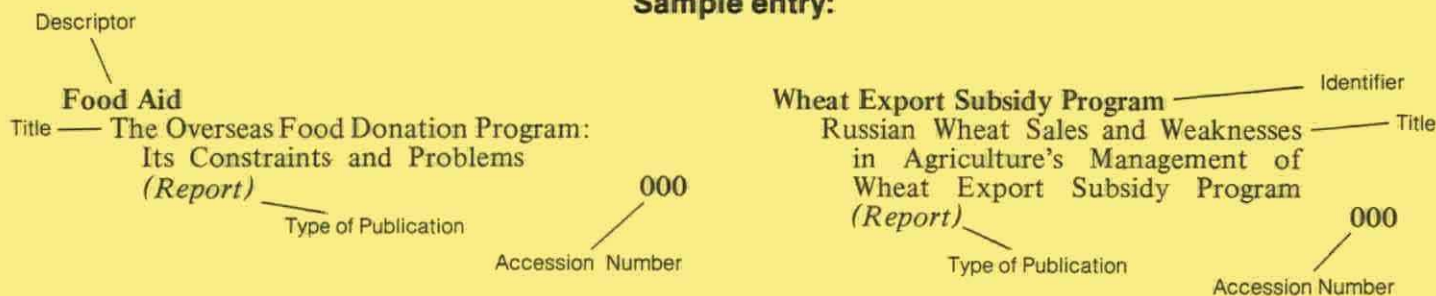 Sample entry:
Descriptor
Food Aid
Title
The Overseas Food Donation Program:
Its Constraints and Problems
(Report)
000
Type of Publication
Accession Number
Identifier
Wheat Export Subsidy Program
Russian Wheat Sales and Weaknesses
Title
in Agriculture's Management of
Wheat Export Subsidy Program
(Report)
000
Type of Publication
Accession Number